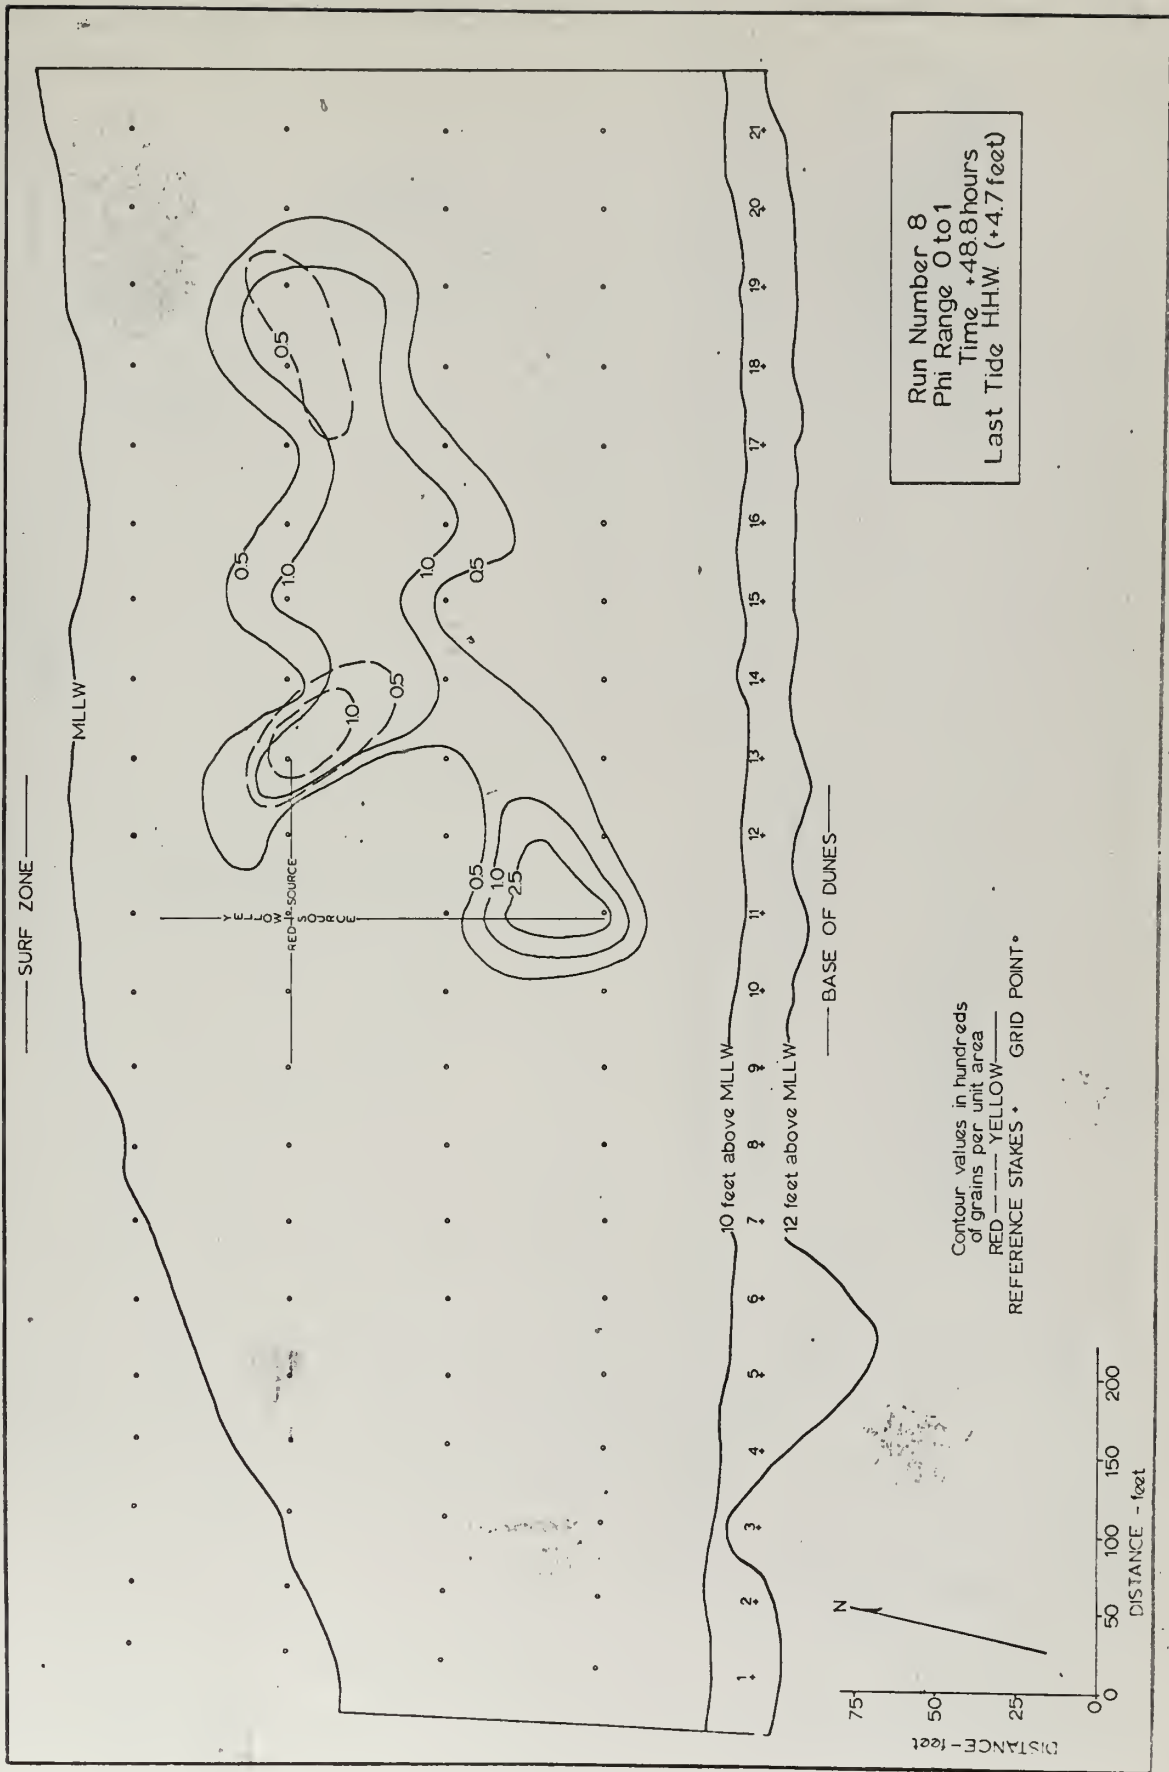 SURF ZONE
MLLW
0.5
1.0
0.5
1.0
0.5
0.5
1.0
0.5
1.0
2.5
0.5
YELLOW SOURCE
RED SOURCE
10 feet above MLLW
1 2 3 4 5 6 7 8 9 10 11 12 13 14 15 16 17 18 19 20 21
12 feet above MLLW
BASE OF DUNES
Run Number 8
Phi Range 0 to 1
Time +48.8 hours
Last Tide H.H.W. (+4.7 feet)
Contour values in hundreds
of grains per unit area
RED YELLOW
REFERENCE STAKES GRID POINT
N
75
50
25
0
DISTANCE-feet
0 50 100 150 200
DISTANCE - feet